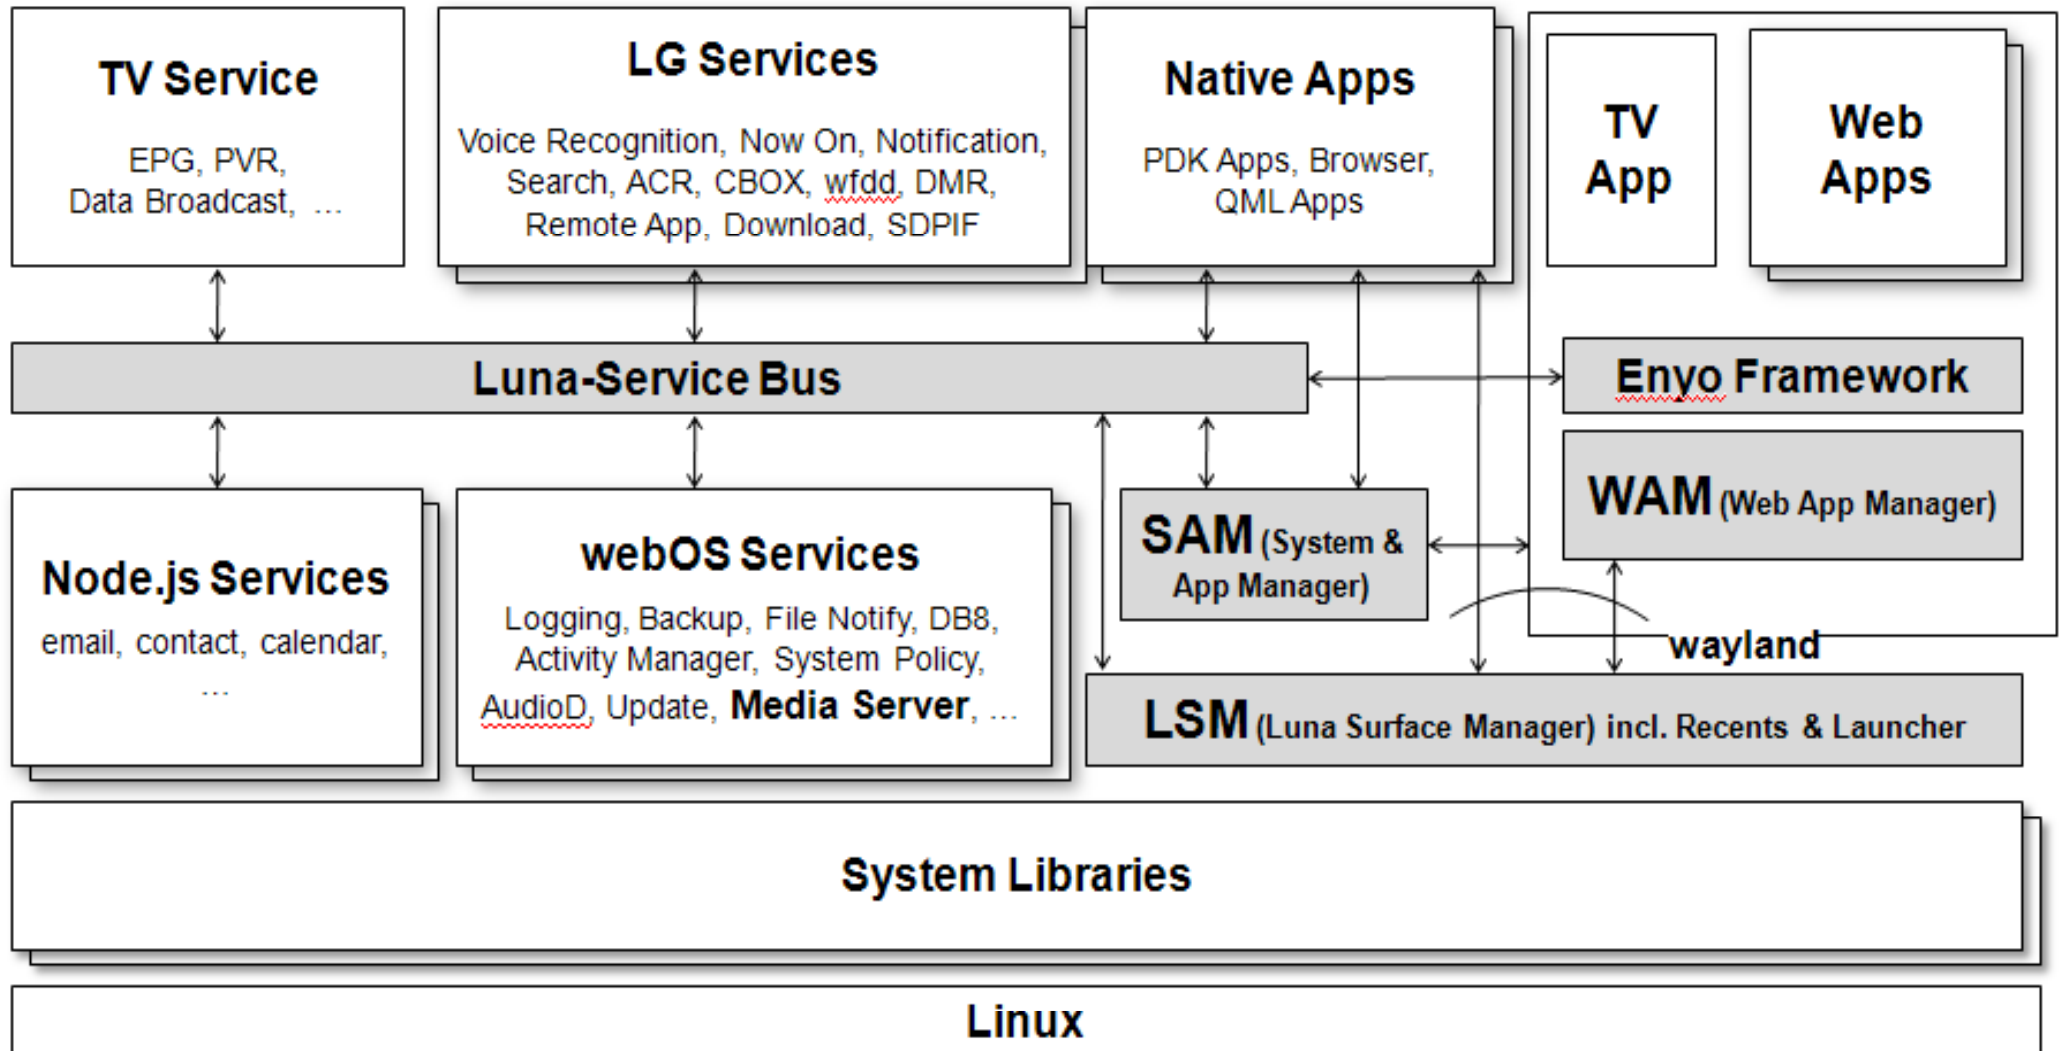 TV Service
EPG, PVR,
Data Broadcast, ...
LG Services
Voice Recognition, Now On, Notification,
Search, ACR, CBOX, wfdd, DMR,
Remote App, Download, SDPIF
Native Apps
PDK Apps, Browser,
QML Apps
TV
App
Web
Apps
Luna-Service Bus
Enyo Framework
WAM (Web App Manager)
Node.js Services
email, contact, calendar,
...
webOS Services
Logging, Backup, File Notify, DB8,
Activity Manager, System Policy,
AudioD, Update, Media Server, ...
SAM (System &
App Manager)
wayland
LSM (Luna Surface Manager) incl. Recents & Launcher
System Libraries
Linux